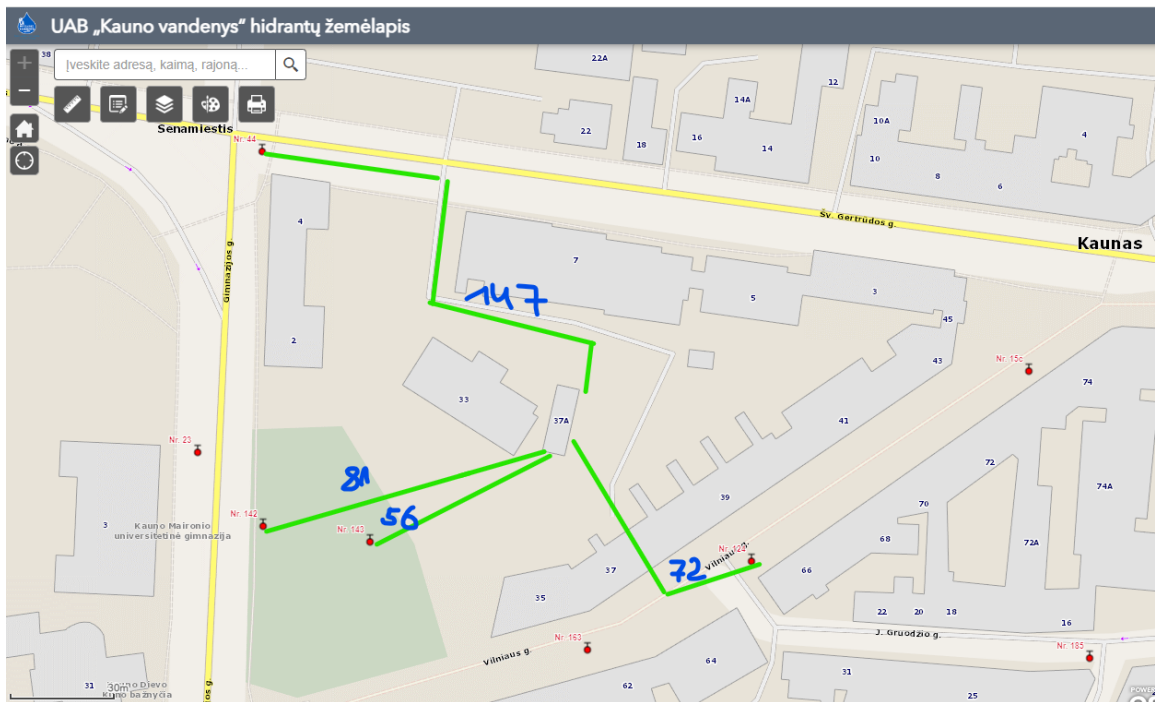 UAB „Kauno vandenys“ hidrantų žemėlapis
38
Įveskite adresą, kaimą, rajoną...
22A
12
14A
10A
Senamiestis
Nr. 44
22
18
16
14
10
8
6
4
4
Šv. Gertrūdos g.
Kaunas
Gimnazijos g.
7
5
3
147
45
2
43
Nr. 15c
74
33
37A
41
Nr. 23
81
72
74A
39
70
Nr. 142
56
3
Kauno Maironio
universitetinė gimnazija
Nr. 143
68
72A
Nr. 124
Vilniaus g.
72
37
66
35
22
20
18
16
J. Gruodžio g.
Nr. 163
Nr. 185
Vilniaus g.
64
31
62
31
25
30m
os g.